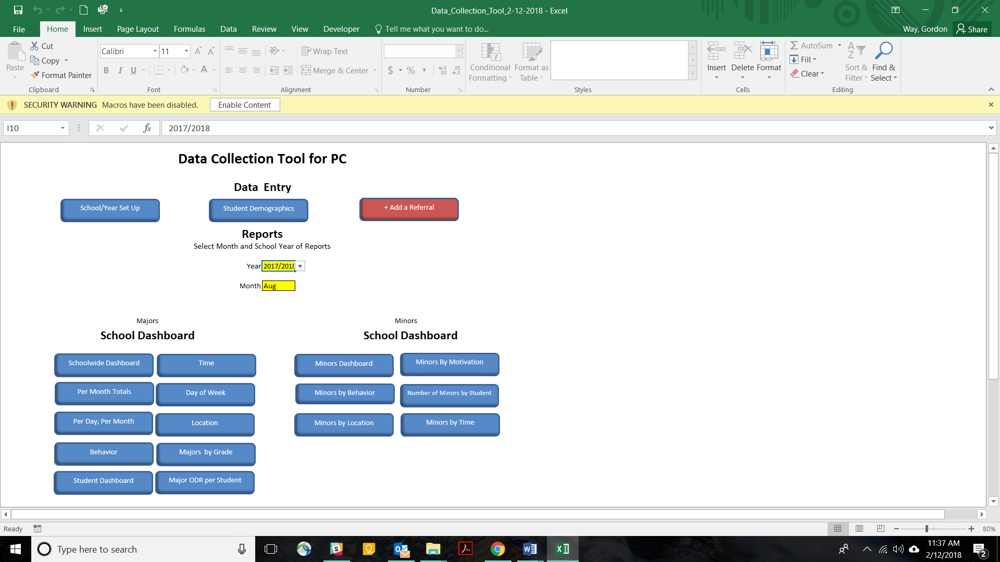 Data_Collection_Tool_2-12-2018 - Excel
File Home Insert Page Layout Formulas Data Review View Developer Tell me what you want to do... Way, Gordon Share
Paste
Cut
Copy
Format Painter
Clipboard
Calibri 11
B I U A
Font
Wrap Text
Merge & Center
Alignment
$ % ,
Number
Conditional Formatting
Format as Table
Styles
Insert Delete Format
Cells
AutoSum
Fill
Clear
Sort & Filter
Find & Select
Editing
SECURITY WARNING Macros have been disabled. Enable Content
I10 fx 2017/2018
Data Collection Tool for PC
Data Entry
School/Year Set Up Student Demographics + Add a Referral
Reports
Select Month and School Year of Reports
Year 2017/2018
Month Aug
Majors Minors
School Dashboard School Dashboard
Schoolwide Dashboard Time Minors Dashboard Minors By Motivation
Per Month Totals Day of Week Minors by Behavior Number of Minors by Student
Per Day, Per Month Location Minors by Location Minors by Time
Behavior Majors by Grade
Student Dashboard Major ODR per Student
Ready 80%
Type here to search
11:37 AM
2/12/2018
2